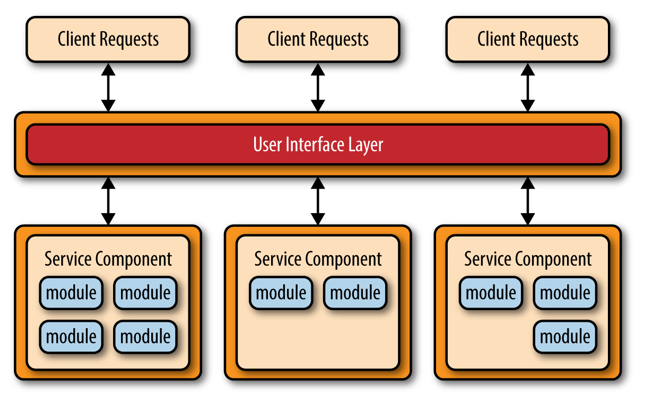 Client Requests
Client Requests
Client Requests
User Interface Layer
Service Component
module module
module module
Service Component
module module
Service Component
module module
module